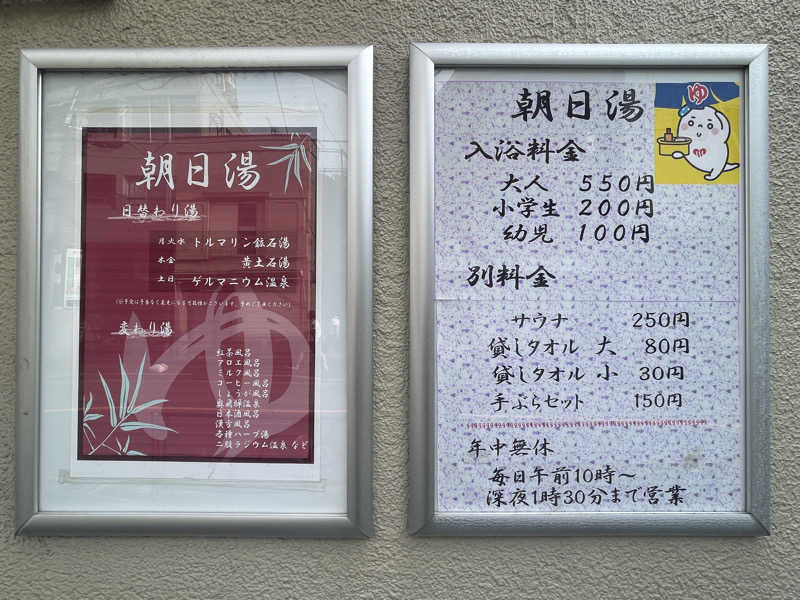 朝日湯
日替わり湯
月火水 トルマリン鉱石湯
木金 黄土石湯
土日 ゲルマニウム温泉
変わり湯
紅茶風呂
アロエ風呂
ミルク風呂
コーヒー風呂
しょうが風呂
日本酒風呂
漢方風呂
各種ハーブ湯
二股ラジウム温泉 など
ゆ
朝日湯
ゆ
入浴料金
大人 550円
小学生 200円
幼児 100円
別料金
サウナ 250円
貸しタオル 大 80円
貸しタオル 小 30円
手ぶらセット 150円
年中無休
毎日午前10時～
深夜1時30分まで営業